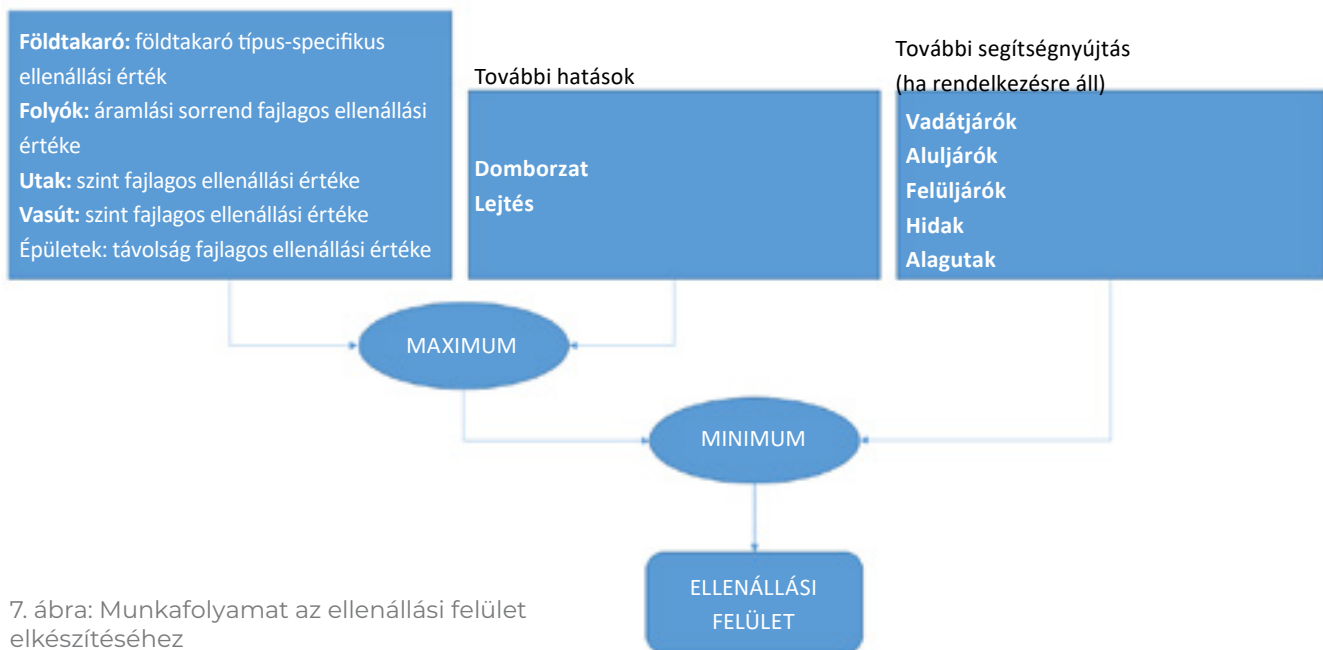 Földtakaró: földtakaró típus-specifikus
ellenállási érték
Folyók: áramlási sorrend fajlagos ellenállási
értéke
Utak: szint fajlagos ellenállási értéke
Vasút: szint fajlagos ellenállási értéke
Épületek: távolság fajlagos ellenállási értéke
További hatások
Domborzat
Lejtés
További segítségnyújtás
(ha rendelkezésre áll)
Vadátjárók
Aluljárók
Felüljárók
Hidak
Alagutak
MAXIMUM
MINIMUM
ELLENÁLLÁSI
FELÜLET
7. ábra: Munkafolyamat az ellenállási felület
elkészítéséhez